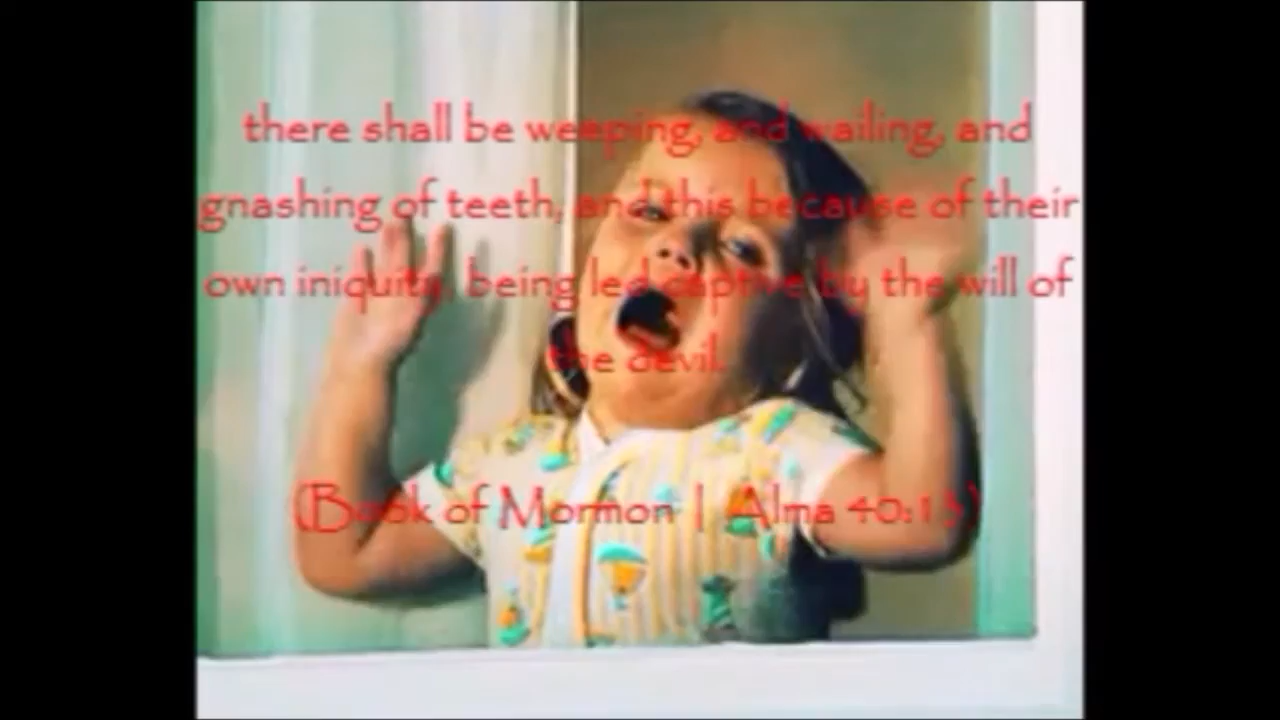 there shall be weeping, and wailing, and
gnashing of teeth, and this because of their
own iniquity, being led captive by the will of
the devil.
(Book of Mormon | Alma 40:13)